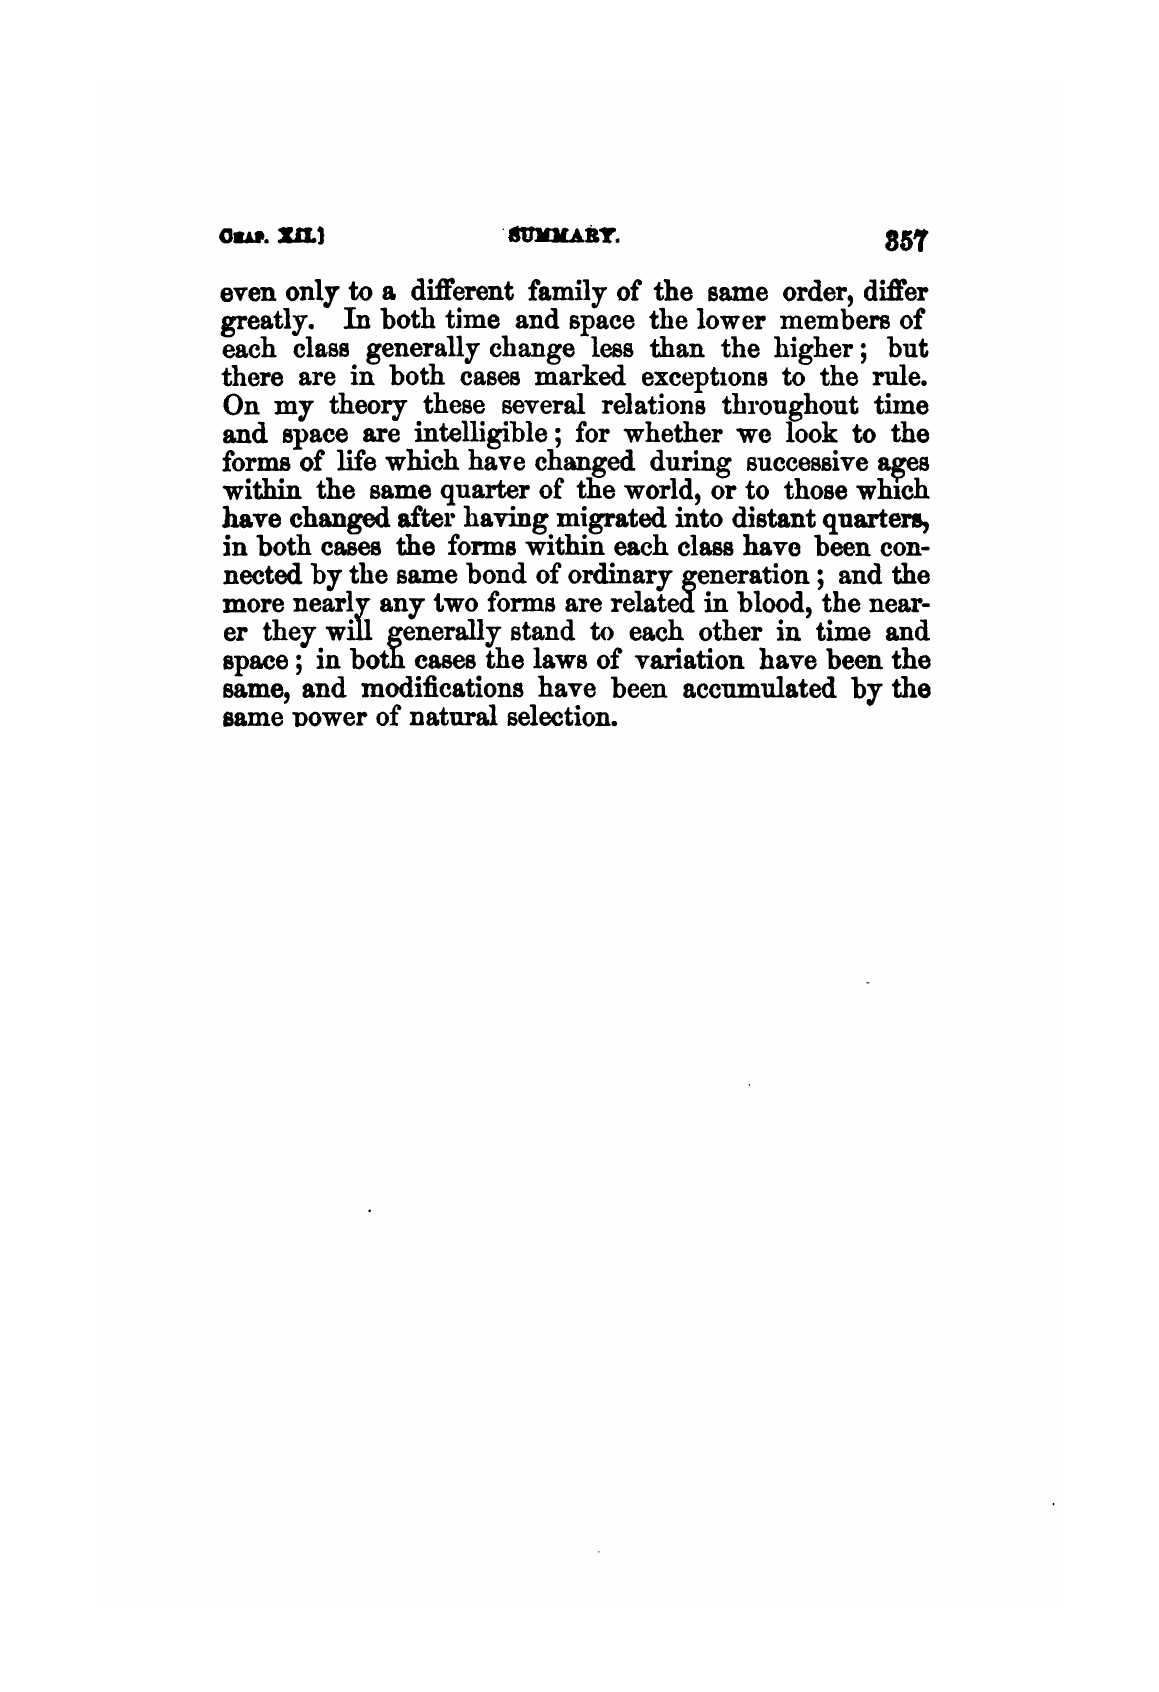 CHAP. XII.] SUMMARY. 357
even only to a different family of the same order, differ
greatly. In both time and space the lower members of
each class generally change less than the higher; but
there are in both cases marked exceptions to the rule.
On my theory these several relations throughout time
and space are intelligible; for whether we look to the
forms of life which have changed during successive ages
within the same quarter of the world, or to those which
have changed after having migrated into distant quarters,
in both cases the forms within each class have been con-
nected by the same bond of ordinary generation; and the
more nearly any two forms are related in blood, the near-
er they will generally stand to each other in time and
space; in both cases the laws of variation have been the
same, and modifications have been accumulated by the
same power of natural selection.